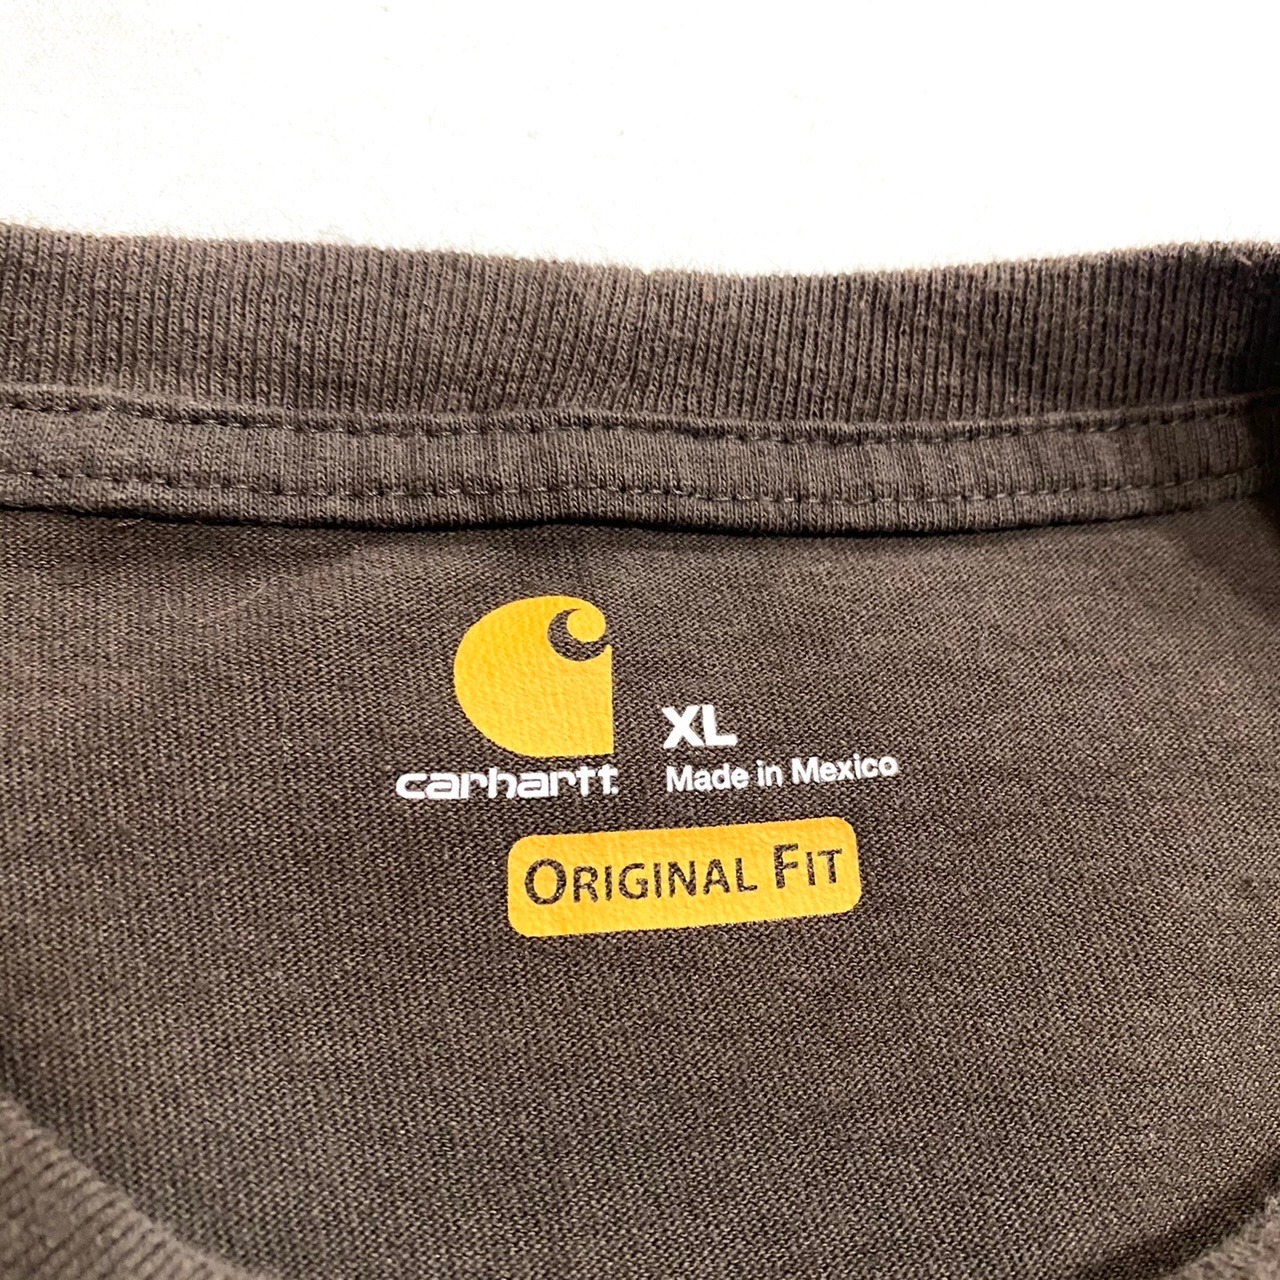 XL
carhartt.
Made in Mexico
ORIGINAL FIT